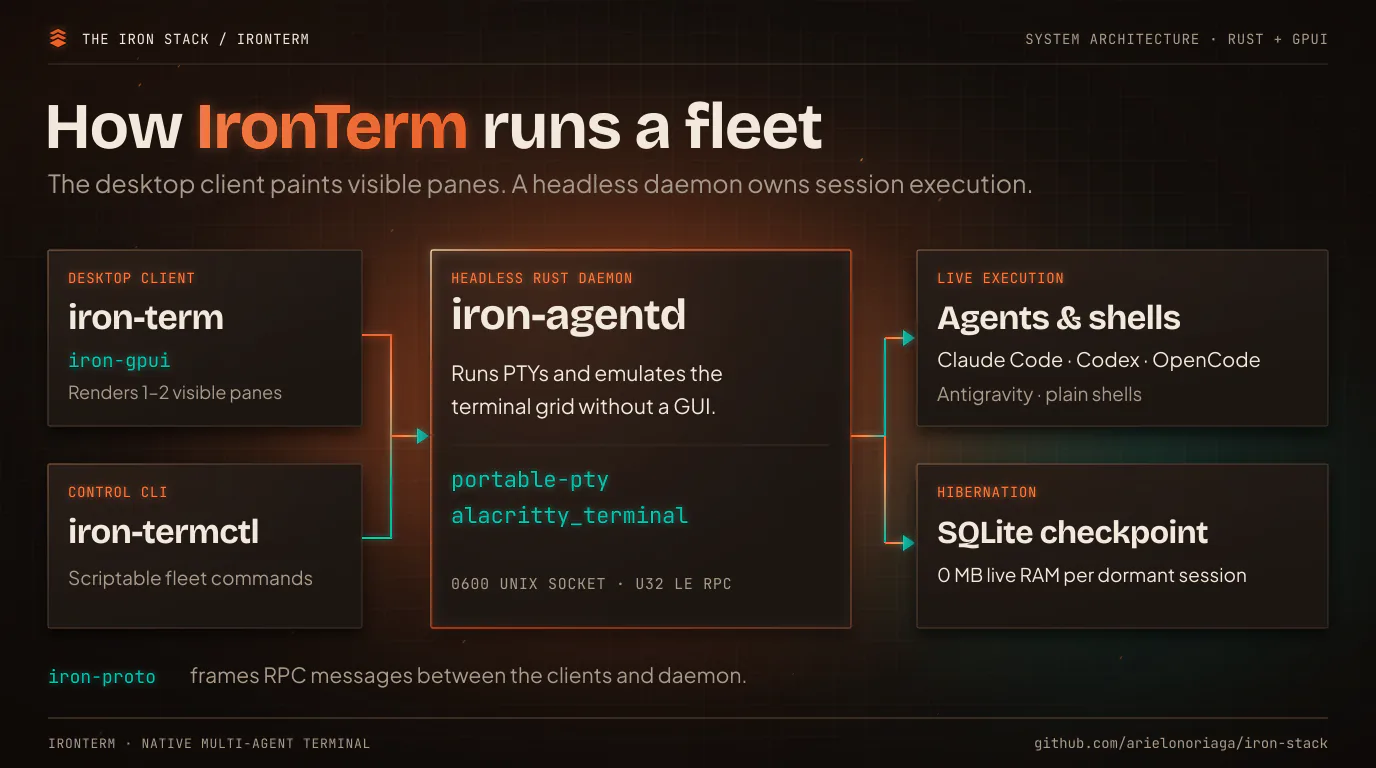 THE IRON STACK / IRONTERM
SYSTEM ARCHITECTURE · RUST + GPUI
How IronTerm runs a fleet
The desktop client paints visible panes. A headless daemon owns session execution.
DESKTOP CLIENT
iron-term
iron-gpui
Renders 1–2 visible panes
CONTROL CLI
iron-termctl
Scriptable fleet commands
HEADLESS RUST DAEMON
iron-agentd
Runs PTYs and emulates the
terminal grid without a GUI.
portable-pty
alacritty_terminal
0600 UNIX SOCKET · U32 LE RPC
LIVE EXECUTION
Agents & shells
Claude Code · Codex · OpenCode
Antigravity · plain shells
HIBERNATION
SQLite checkpoint
0 MB live RAM per dormant session
iron-proto frames RPC messages between the clients and daemon.
IRONTERM · NATIVE MULTI-AGENT TERMINAL
github.com/arielonoriaga/iron-stack